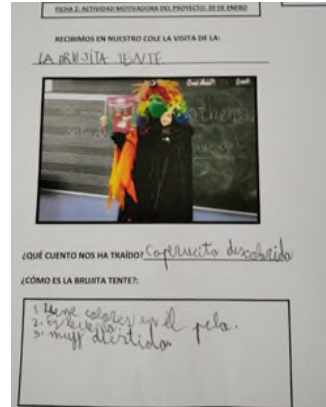 FICHA 2: ACTIVIDAD MOTIVADORA DEL PROYECTO, 20 DE ENERO
RECIBIMOS EN NUESTRO COLE LA VISITA DE LA:
LA BRUJITA TENTE
¿QUÉ CUENTO NOS HA TRAÍDO? Caperucita descolorida
¿CÓMO ES LA BRUJITA TENTE?:
1 tiene colores en el pelo.
2.
3. muy divertida